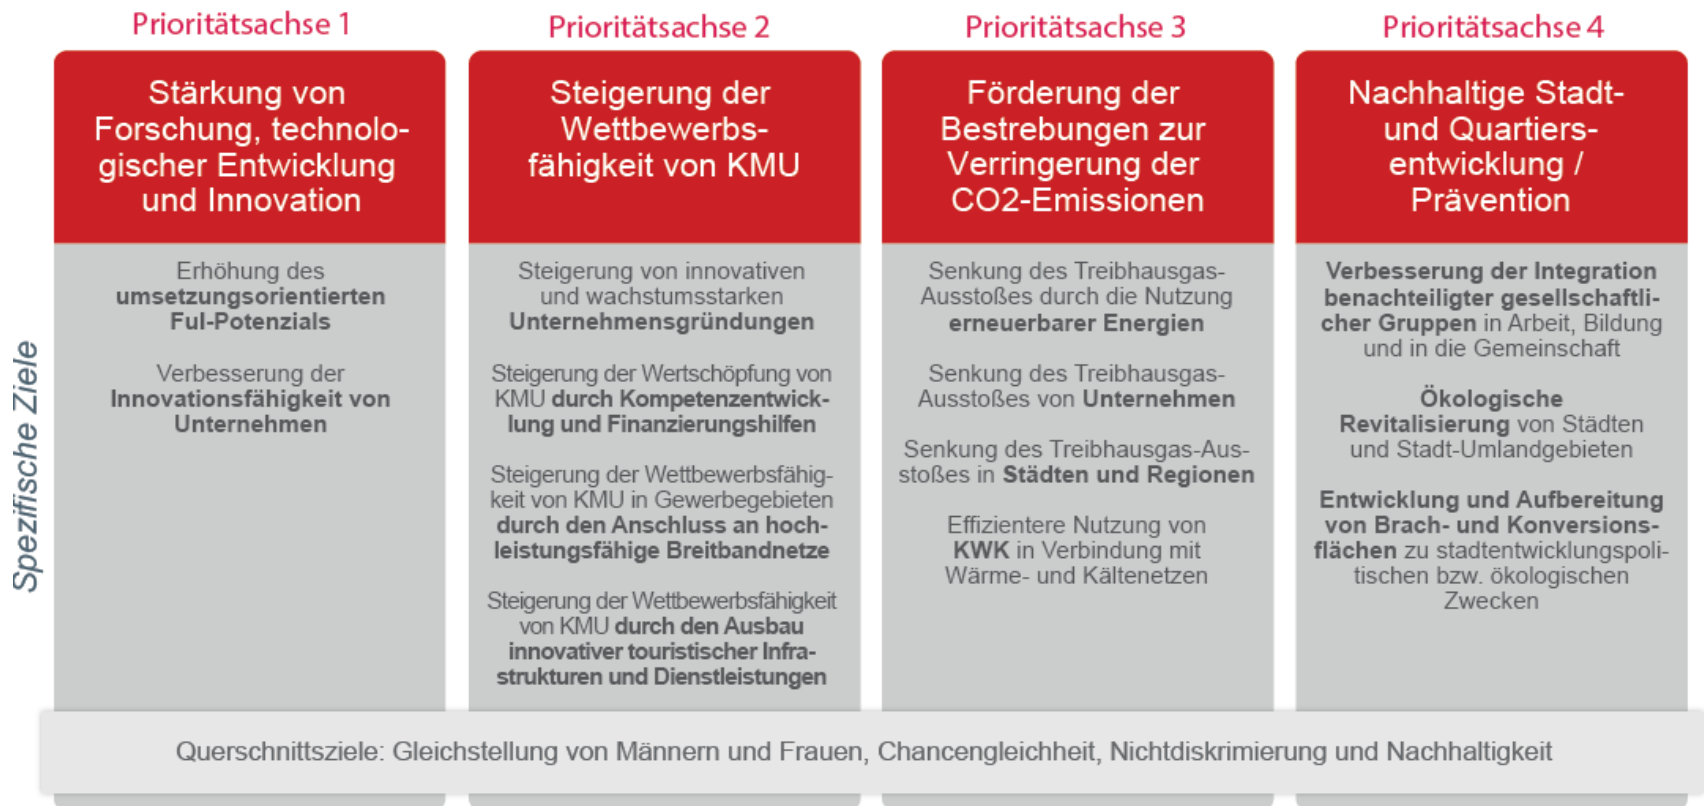 Prioritätsachse 1
Stärkung von
Forschung, technolo-
gischer Entwicklung
und Innovation
Erhöhung des
umsetzungsorientierten
FuI-Potenzials
Verbesserung der
Innovationsfähigkeit von
Unternehmen
Prioritätsachse 2
Steigerung der
Wettbewerbs-
fähigkeit von KMU
Steigerung von innovativen
und wachstumsstarken
Unternehmensgründungen
Steigerung der Wertschöpfung von
KMU durch Kompetenzentwick-
lung und Finanzierungshilfen
Steigerung der Wettbewerbsfähig-
keit von KMU in Gewerbegebieten
durch den Anschluss an hoch-
leistungsfähige Breitbandnetze
Steigerung der Wettbewerbsfähigkeit
von KMU durch den Ausbau
innovativer touristischer Infra-
strukturen und Dienstleistungen
Prioritätsachse 3
Förderung der
Bestrebungen zur
Verringerung der
CO2-Emissionen
Senkung des Treibhausgas-
Ausstoßes durch die Nutzung
erneuerbarer Energien
Senkung des Treibhausgas-
Ausstoßes von Unternehmen
Senkung des Treibhausgas-Aus-
stoßes in Städten und Regionen
Effizientere Nutzung von
KWK in Verbindung mit
Wärme- und Kältenetzen
Prioritätsachse 4
Nachhaltige Stadt-
und Quartiers-
entwicklung /
Prävention
Verbesserung der Integration
benachteiligter gesellschaftli-
cher Gruppen in Arbeit, Bildung
und in die Gemeinschaft
Ökologische
Revitalisierung von Städten
und Stadt-Umlandgebieten
Entwicklung und Aufbereitung
von Brach- und Konversions-
flächen zu stadtentwicklungspoli-
tischen bzw. ökologischen
Zwecken
Spezifische Ziele
Querschnittsziele: Gleichstellung von Männern und Frauen, Chancengleichheit, Nichtdiskrimierung und Nachhaltigkeit